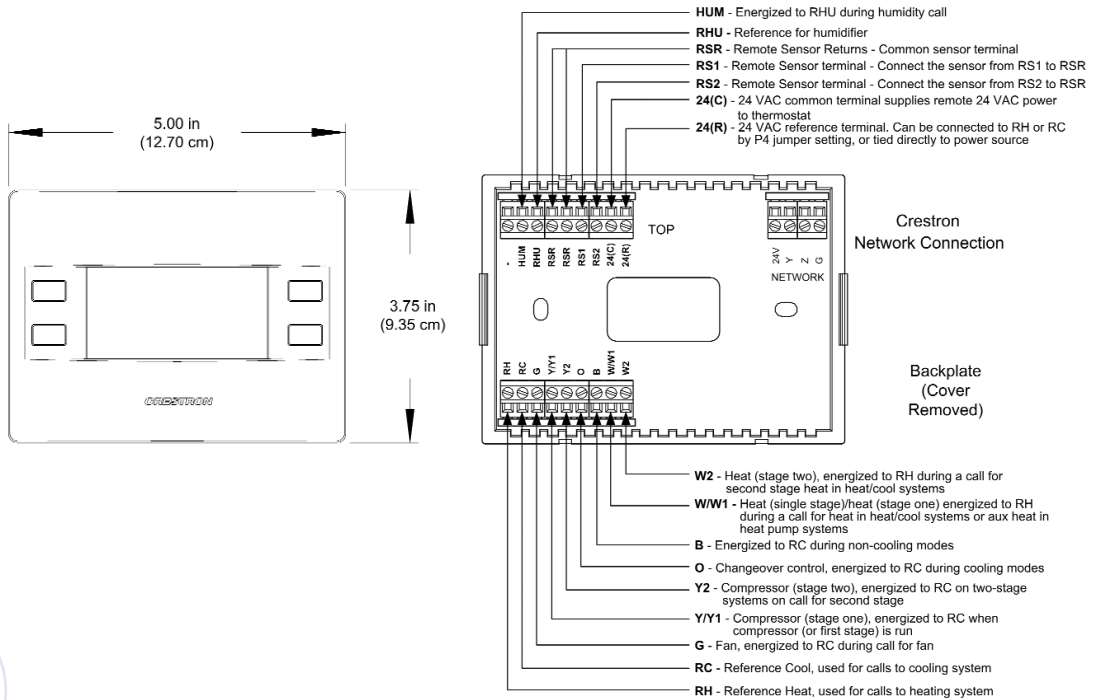 HUM - Energized to RHU during humidity call
RHU - Reference for humidifier
RSR - Remote Sensor Returns - Common sensor terminal
RS1 - Remote Sensor terminal - Connect the sensor from RS1 to RSR
RS2 - Remote Sensor terminal - Connect the sensor from RS2 to RSR
24(C) - 24 VAC common terminal supplies remote 24 VAC power
to thermostat
24(R) - 24 VAC reference terminal. Can be connected to RH or RC
by P4 jumper setting, or tied directly to power source
5.00 in
(12.70 cm)
3.75 in
(9.35 cm)
CRESTRON
TOP
- HUM RHU RSR RSR RS1 RS2 24(C) 24(R)
24V Y Z G
NETWORK
Crestron
Network Connection
RH RC G Y/Y1 Y2 O B W/W1 W2
Backplate
(Cover
Removed)
W2 - Heat (stage two), energized to RH during a call for
second stage heat in heat/cool systems
W/W1 - Heat (single stage)/heat (stage one) energized to RH
during a call for heat in heat/cool systems or aux heat in
heat pump systems
B - Energized to RC during non-cooling modes
O - Changeover control, energized to RC during cooling modes
Y2 - Compressor (stage two), energized to RC on two-stage
systems on call for second stage
Y/Y1 - Compressor (stage one), energized to RC when
compressor (or first stage) is run
G - Fan, energized to RC during call for fan
RC - Reference Cool, used for calls to cooling system
RH - Reference Heat, used for calls to heating system